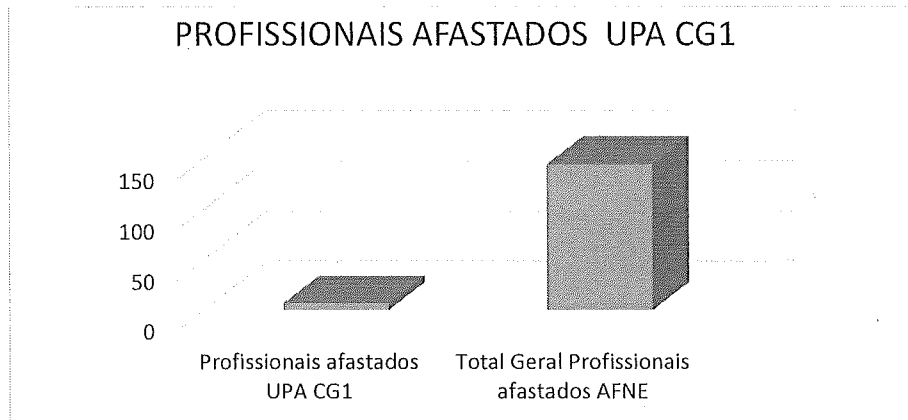 PROFISSIONAIS AFASTADOS UPA CG1
150
100
50
0
Profissionais afastados
UPA CG1
Total Geral Profissionais
afastados AFNE